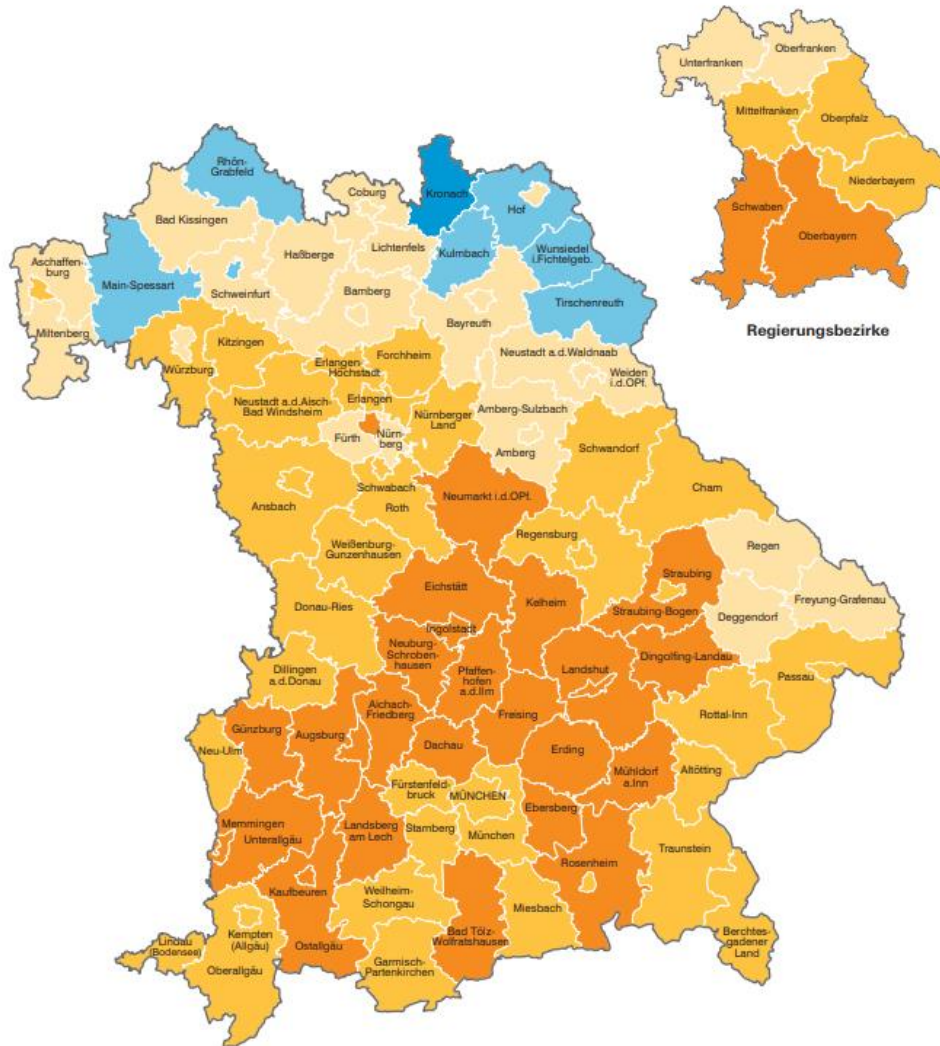 Oberfranken
Unterfranken
Mittelfranken
Oberpfalz
Niederbayern
Schwaben
Oberbayern
Regierungsbezirke
Rhön-
Grabfeld
Coburg
Kronach
Hof
Bad Kissingen
Lichtenfels
Kulmbach
Wunsiedel
i.Fichtelgeb.
Aschaffen-
burg
Main-Spessart
Haßberge
Schweinfurt
Bamberg
Tirschenreuth
Miltenberg
Bayreuth
Kitzingen
Würzburg
Erlangen-
Höchstadt
Forchheim
Neustadt a.d.Waldnaab
Weiden
i.d.OPf.
Neustadt a.d.Aisch-
Bad Windsheim
Erlangen
Nürnberger
Land
Amberg-Sulzbach
Fürth
Nürn-
berg
Amberg
Schwandorf
Ansbach
Schwabach
Roth
Neumarkt i.d.OPf.
Cham
Weißenburg-
Gunzenhausen
Regensburg
Regen
Eichstätt
Kelheim
Straubing
Straubing-Bogen
Freyung-Grafenau
Deggendorf
Donau-Ries
Ingolstadt
Neuburg-
Schroben-
hausen
Pfaffen-
hofen
a.d.Ilm
Landshut
Dingolfing-Landau
Dillingen
a.d.Donau
Passau
Aichach-
Friedberg
Freising
Rottal-Inn
Günzburg
Augsburg
Neu-Ulm
Dachau
Erding
Mühldorf
a.Inn
Altötting
Fürstenfeld-
bruck
MÜNCHEN
Ebersberg
Memmingen
Unterallgäu
Landsberg
am Lech
Starnberg
München
Traunstein
Rosenheim
Kaufbeuren
Weilheim-
Schongau
Miesbach
Bad Tölz-
Wolfratshausen
Berchtes-
gadener
Land
Lindau
(Bodensee)
Kempten
(Allgäu)
Oberallgäu
Ostallgäu
Garmisch-
Partenkirchen